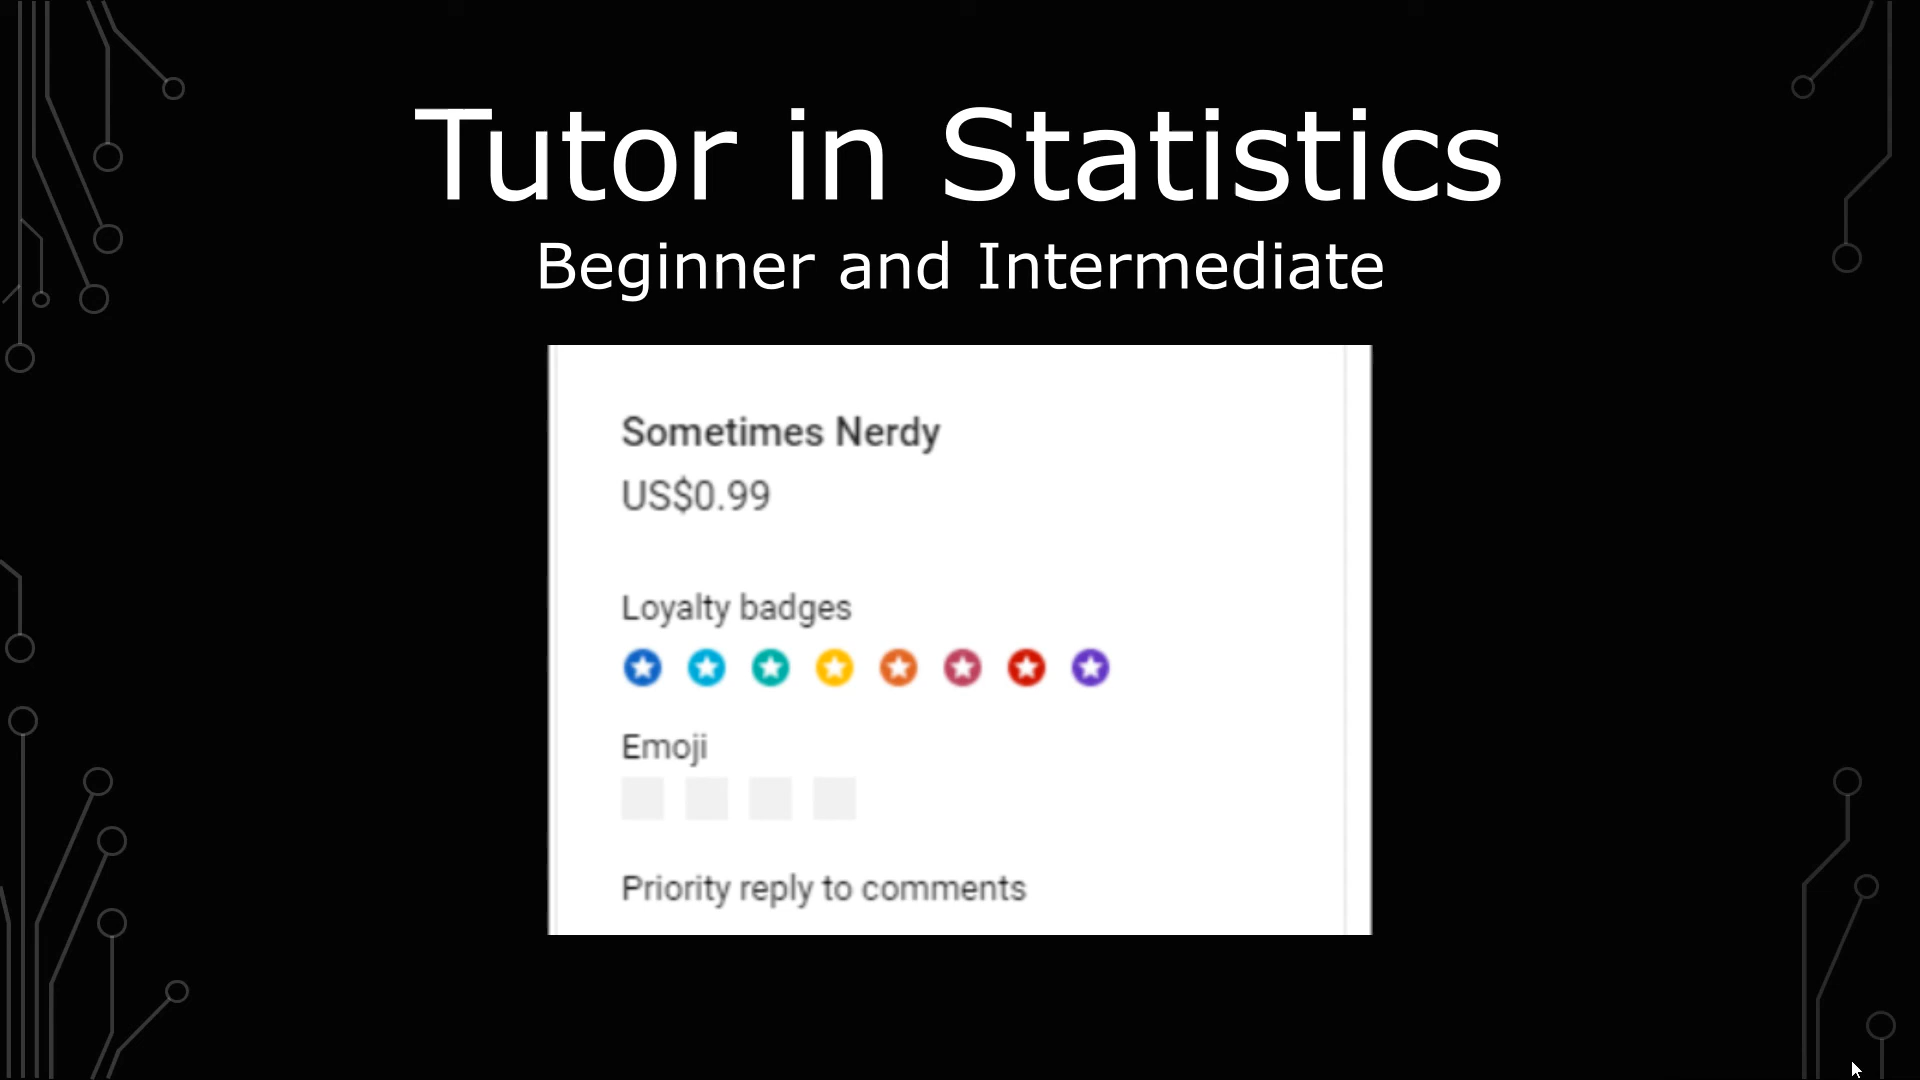 Tutor in Statistics
Beginner and Intermediate
Sometimes Nerdy
US$0.99
Loyalty badges
Emoji
Priority reply to comments